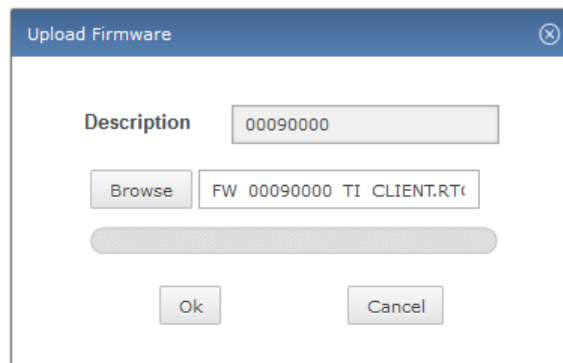 Upload Firmware
Description 00090000
Browse FW 00090000 TI CLIENT.RT
Ok Cancel